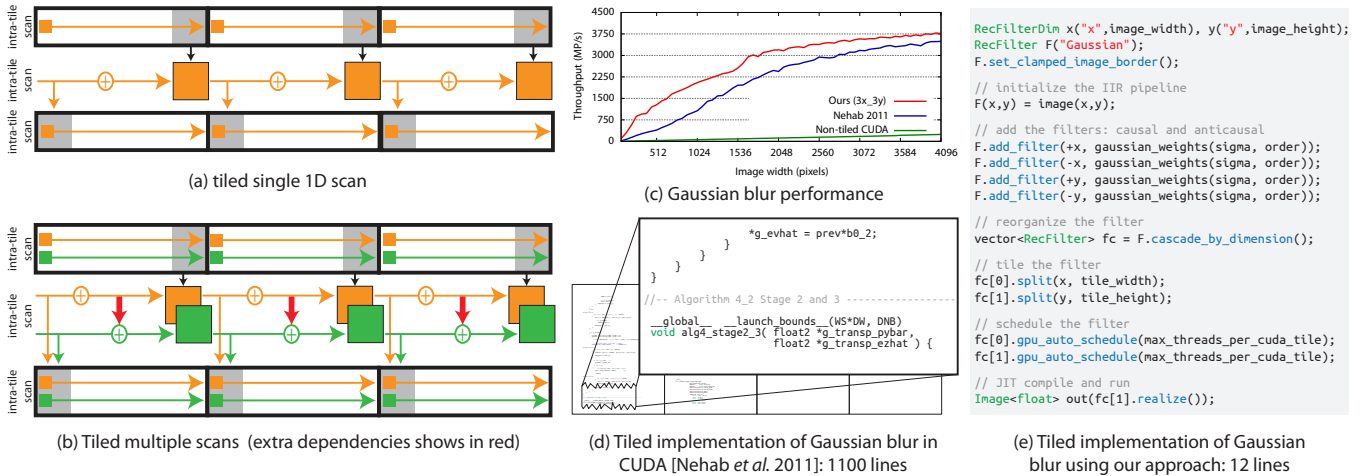 intra-tile
scan
intra-tile
scan
intra-tile
scan
(a) tiled single 1D scan
intra-tile
scan
intra-tile
scan
intra-tile
scan
(b) Tiled multiple scans (extra dependencies shows in red)
Throughput (MP/s)
4500
3750
3000
2250
1500
750
0
Ours (3x_3y)
Nehab 2011
Non-tiled CUDA
512
1024
1536
2048
2560
3072
3584
4096
Image width (pixels)
(c) Gaussian blur performance
*g_evhat = prev*b0_2;
}
}
}
}
//-- Algorithm 4_2 Stage 2 and 3 --------------------
__global__ __launch_bounds__(WS*DW, DNB)
void alg4_stage2_3( float2 *g_transp_pybar,
float2 *g_transp_ezhat ) {
(d) Tiled implementation of Gaussian blur in
CUDA [Nehab et al. 2011]: 1100 lines
RecFilterDim x("x",image_width), y("y",image_height);
RecFilter F("Gaussian");
F.set_clamped_image_border();
// initialize the IIR pipeline
F(x,y) = image(x,y);
// add the filters: causal and anticausal
F.add_filter(+x, gaussian_weights(sigma, order));
F.add_filter(-x, gaussian_weights(sigma, order));
F.add_filter(+y, gaussian_weights(sigma, order));
F.add_filter(-y, gaussian_weights(sigma, order));
// reorganize the filter
vector<RecFilter> fc = F.cascade_by_dimension();
// tile the filter
fc[0].split(x, tile_width);
fc[1].split(y, tile_height);
// schedule the filter
fc[0].gpu_auto_schedule(max_threads_per_cuda_tile);
fc[1].gpu_auto_schedule(max_threads_per_cuda_tile);
// JIT compile and run
Image<float> out(fc[1].realize());
(e) Tiled implementation of Gaussian
blur using our approach: 12 lines